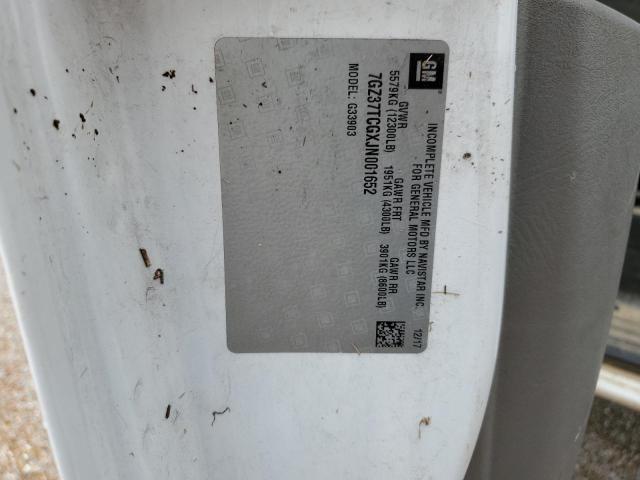 GM
INCOMPLETE VEHICLE MFD BY NAVISTAR INC. 12/17
FOR GENERAL MOTORS LLC
GVWR GAWR FRT GAWR RR
5579KG (12300LB) 1951KG (4300LB) 3901KG (8600LB)
7GZ37TCGXJN001652
MODEL: G33903